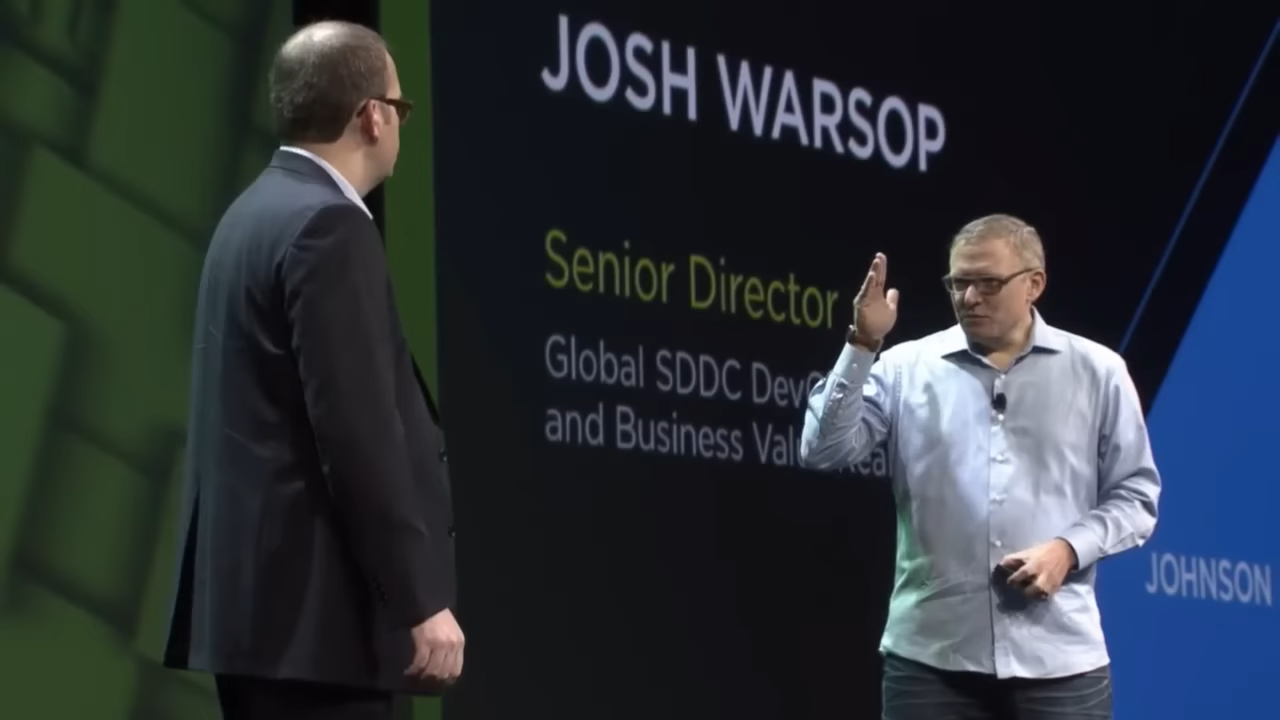 JOSH WARSOP
Senior Director
Global SDDC
and Business
JOHNSON